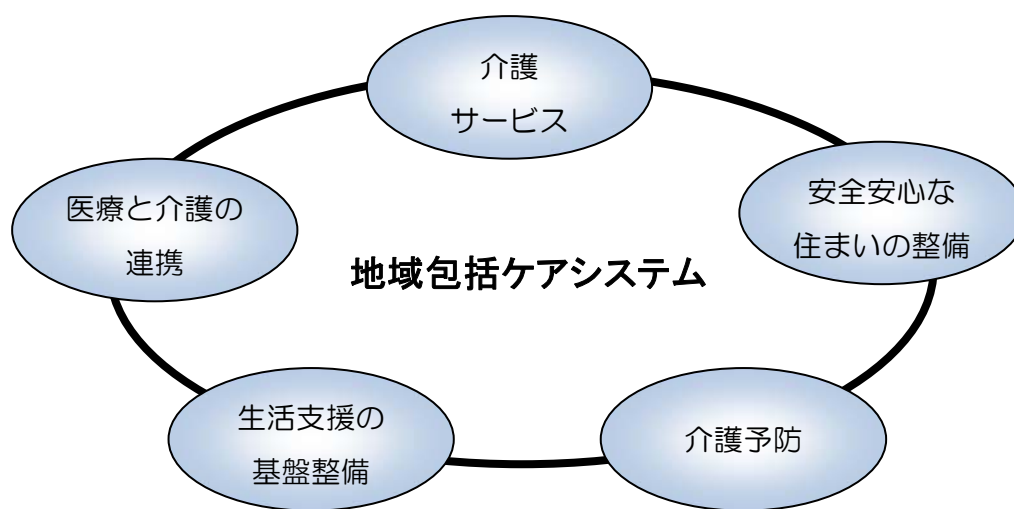 介護
サービス
医療と介護の
連携
安全安心な
住まいの整備
地域包括ケアシステム
生活支援の
基盤整備
介護予防